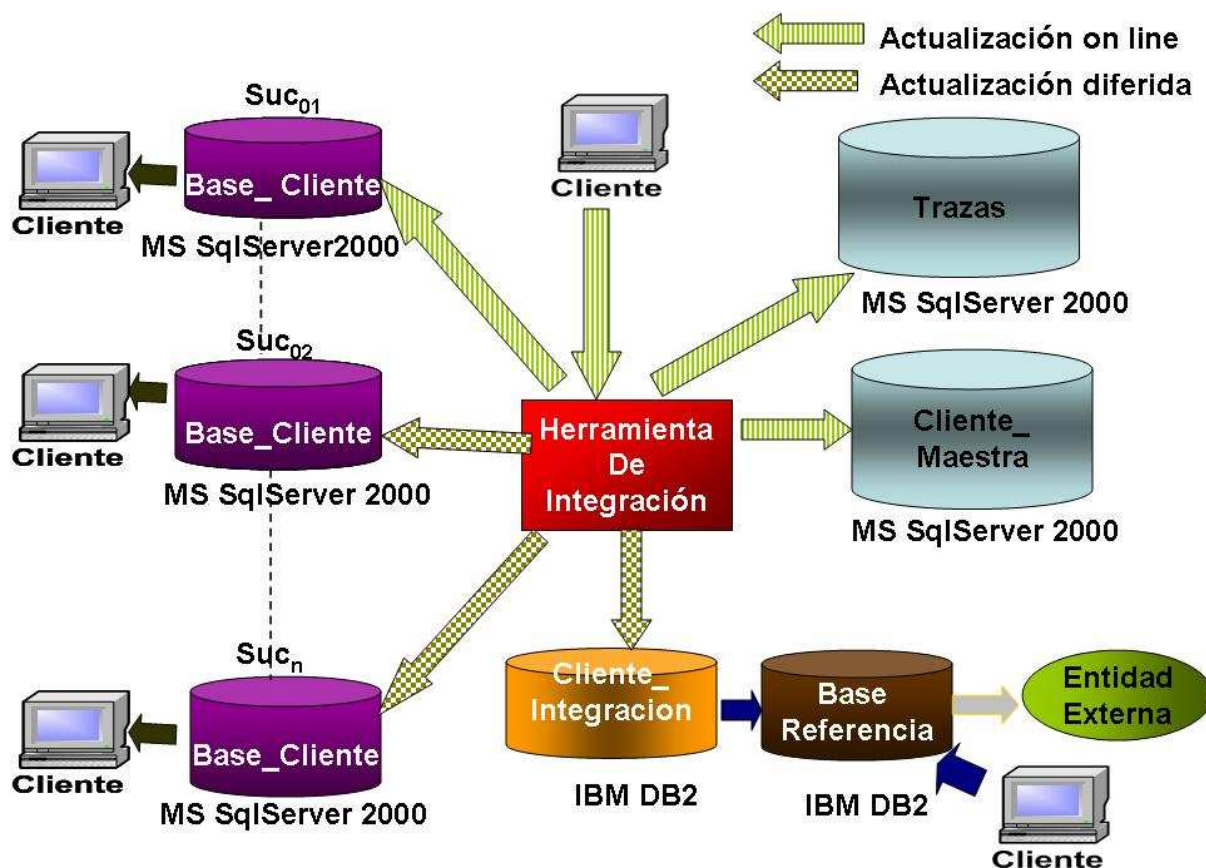 Actualización on line
Actualización diferida
Suc01
Base_ Cliente
MS SqlServer2000
Cliente
Cliente
Trazas
MS SqlServer 2000
Suc02
Base_Cliente
MS SqlServer 2000
Cliente
Herramienta
De
Integración
Cliente_
Maestra
MS SqlServer 2000
Sucn
Base_Cliente
MS SqlServer 2000
Cliente
Cliente_
Integracion
IBM DB2
Base
Referencia
IBM DB2
Entidad
Externa
Cliente